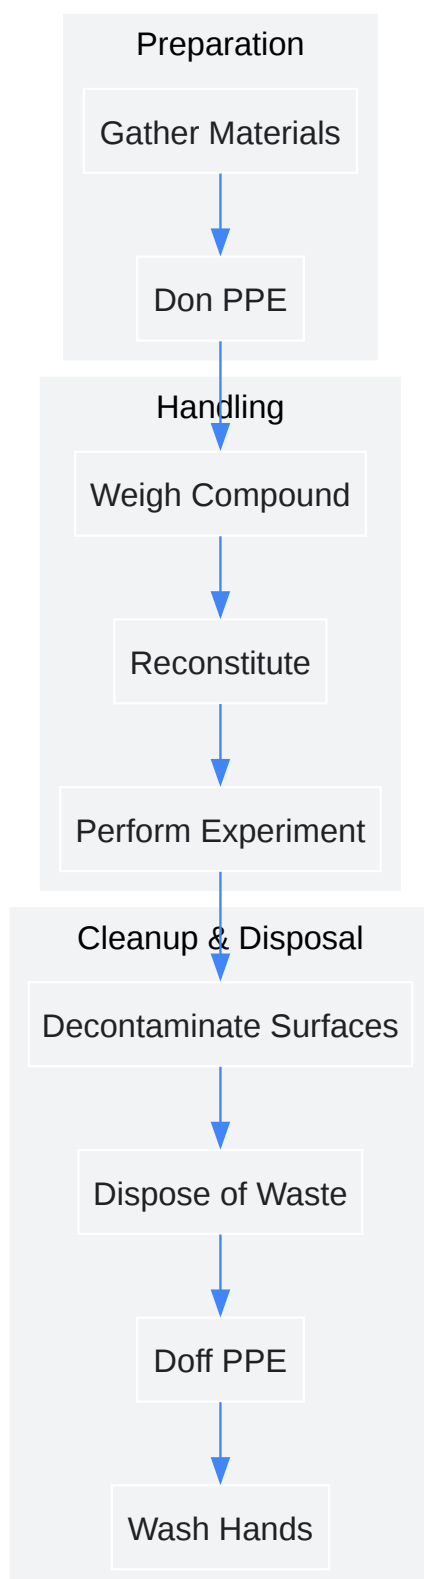 Preparation
Gather Materials
Don PPE
Handling
Weigh Compound
Reconstitute
Perform Experiment
Cleanup & Disposal
Decontaminate Surfaces
Dispose of Waste
Doff PPE
Wash Hands